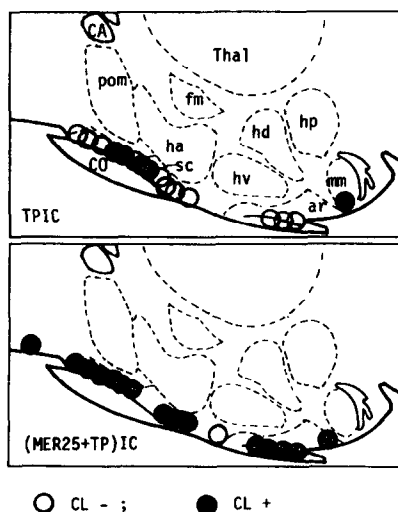 CA
Thal
pom
fm
hp
hd
ha
CO
sc
hv
mm
ar
TPIC
(MER25+TP)IC
CL - ; CL +